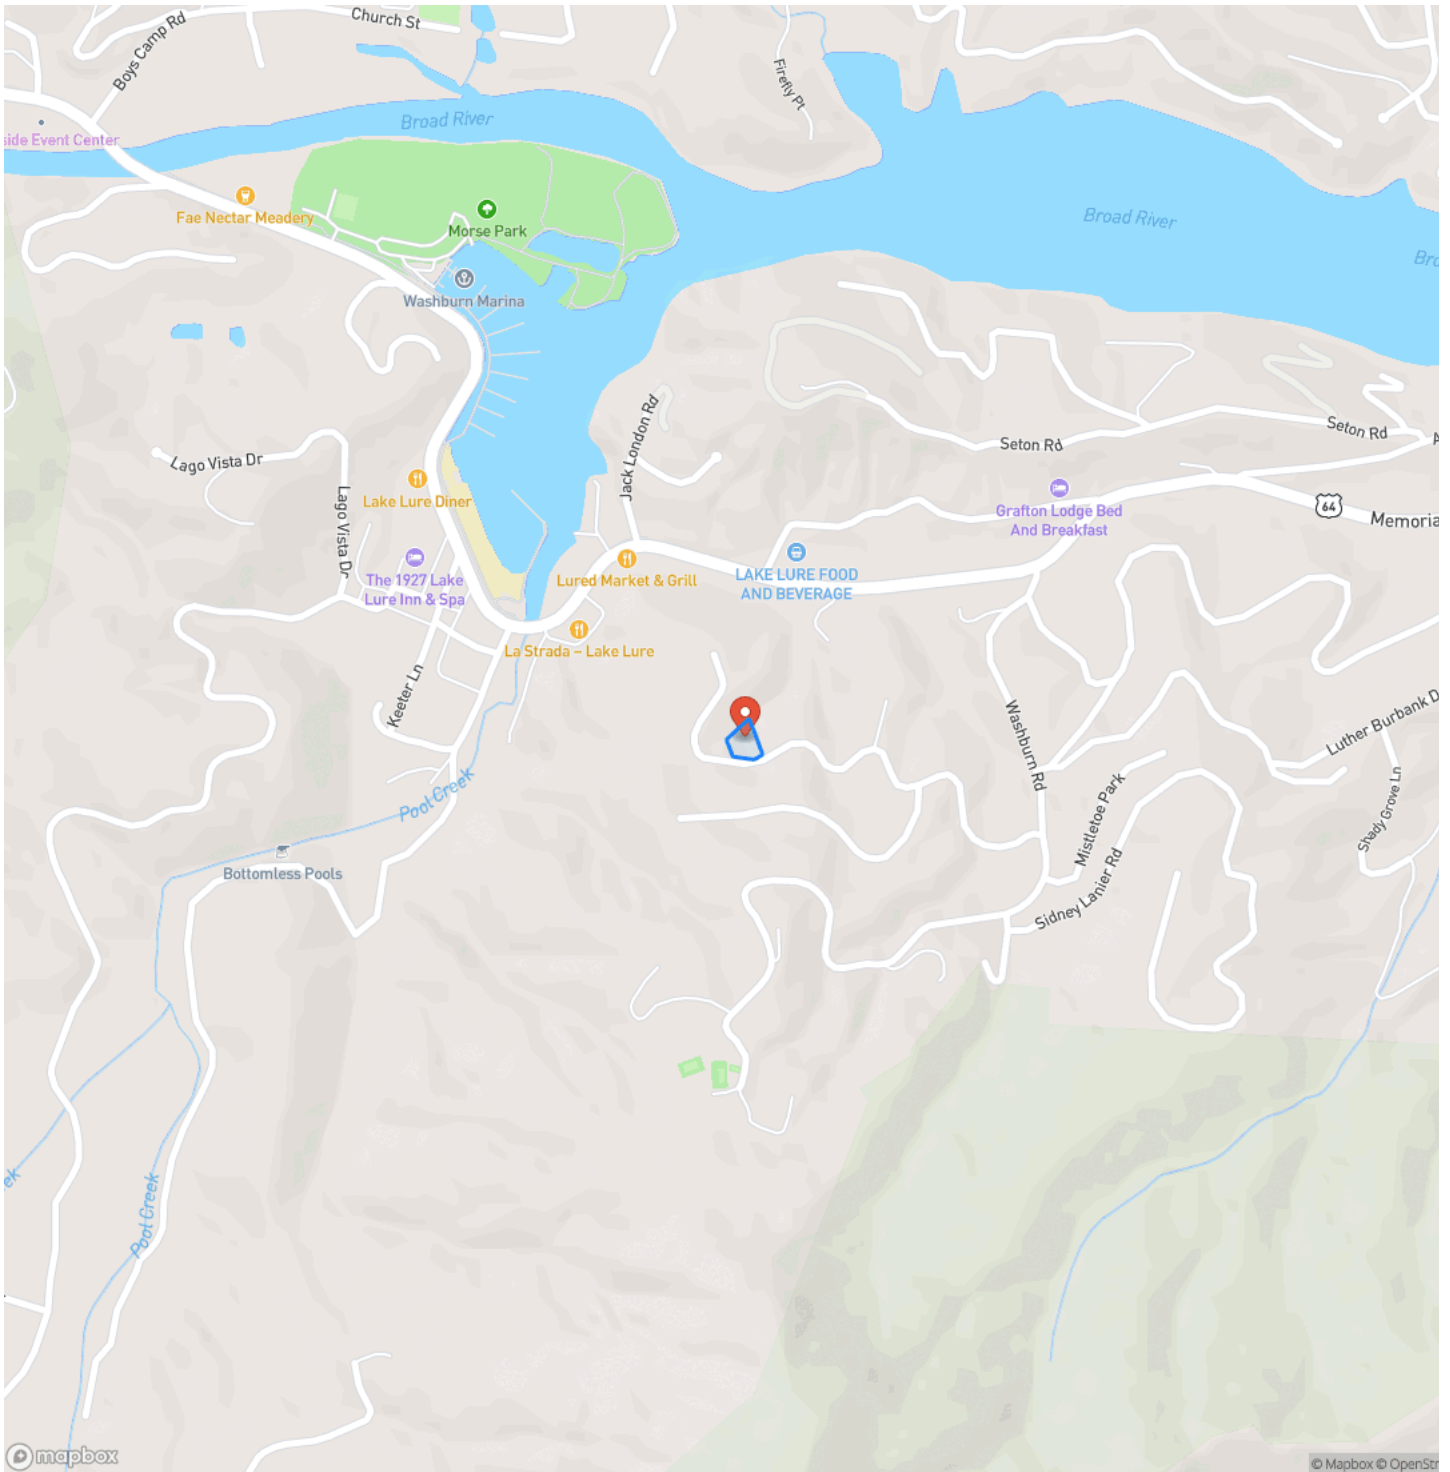 Church St
Boys Camp Rd
Firefly Pt
Broad River
side Event Center
Fae Nectar Meadery
Morse Park
Broad River
Bro
Washburn Marina
Jack London Rd
Seton Rd
Seton Rd
A
Lago Vista Dr
Lake Lure Diner
Lago Vista Dr
Grafton Lodge Bed
And Breakfast
64
Memoria
The 1927 Lake
Lure Inn & Spa
Lured Market & Grill
LAKE LURE FOOD
AND BEVERAGE
La Strada – Lake Lure
Keeter Ln
Washburn Rd
Luther Burbank D
Pool Creek
Mistletoe Park
Shady Grove Ln
Bottomless Pools
Sidney Lanier Rd
ek
Pool Creek
mapbox
© Mapbox © OpenStr